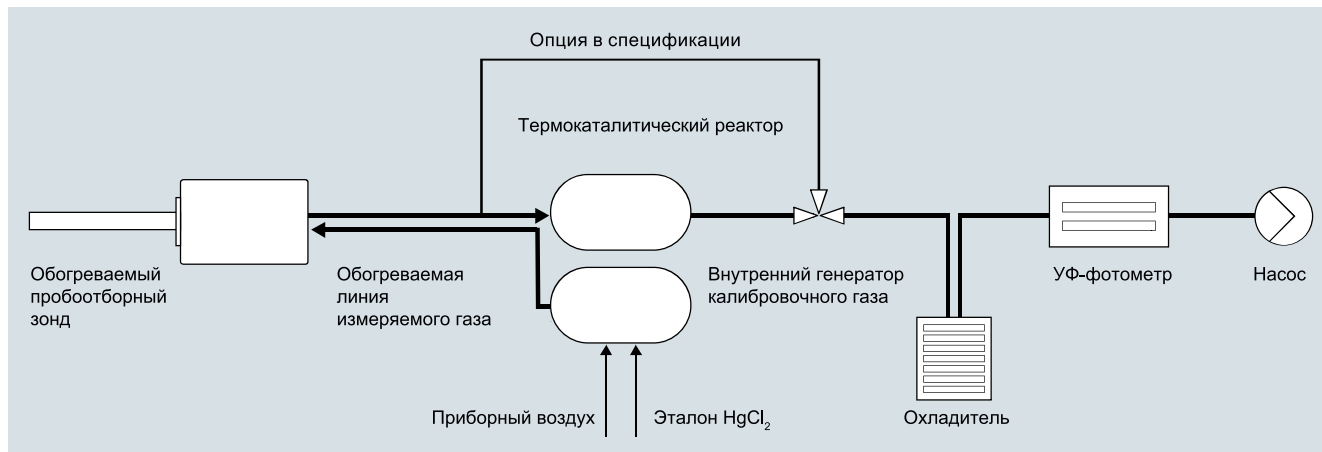 Опция в спецификации
Термокаталитический реактор
Обогреваемый
пробоотборный
зонд
Обогреваемая
линия
измеряемого газа
Внутренний генератор
калибровочного газа
УФ-фотометр
Насос
Приборный воздух
Эталон HgCl₂
Охладитель